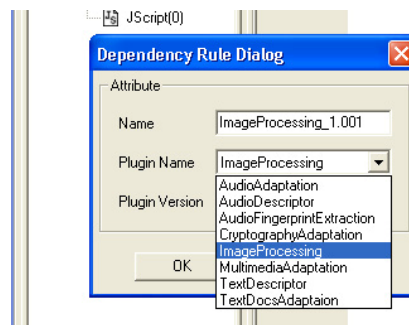 JScript(0)
Dependency Rule Dialog
Attribute
Name ImageProcessing_1.001
Plugin Name ImageProcessing
Plugin Version
AudioAdaptation
AudioDescriptor
AudioFingerprintExtraction
CryptographyAdaptation
ImageProcessing
MultimediaAdaptation
TextDescriptor
TextDocsAdaptaion
OK